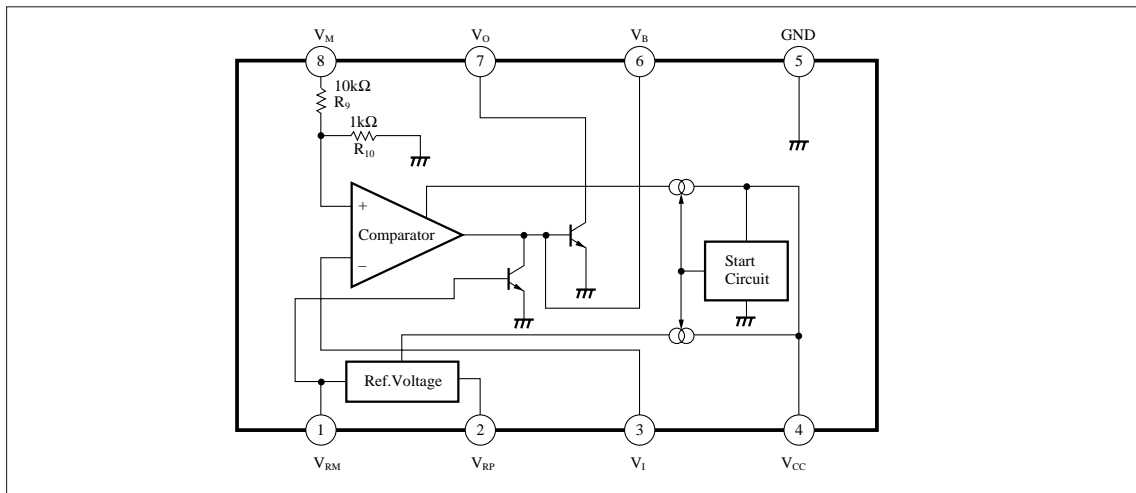 V_M V_O V_B GND
8 7 6 5
10kΩ
R_9
1kΩ
R_10
+
Comparator
−
Start
Circuit
Ref.Voltage
1 2 3 4
V_RM V_RP V_I V_CC